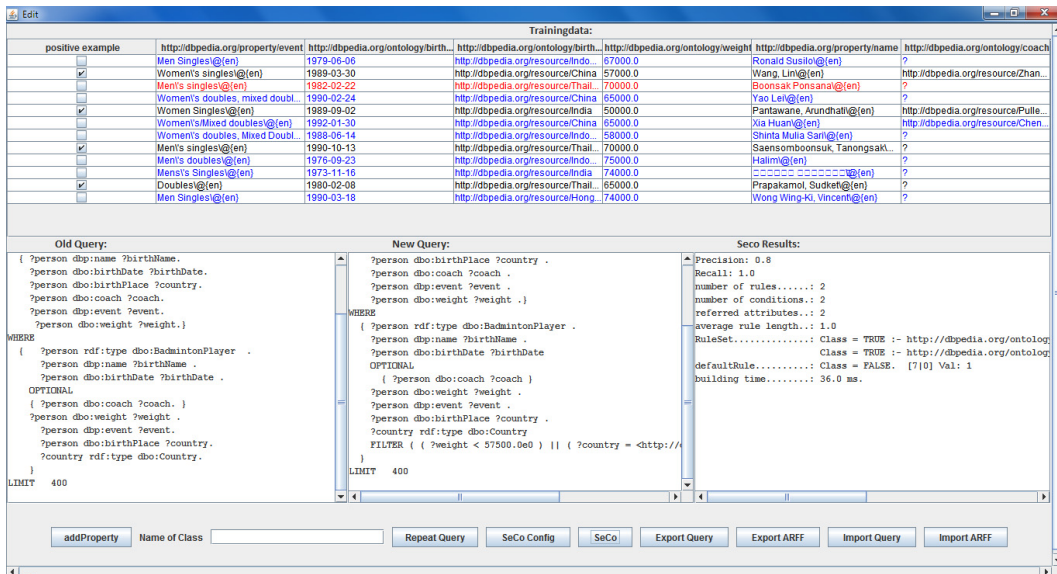 Edit
Trainingdata:
positive example http://dbpedia.org/property/event http://dbpedia.org/ontology/birth... http://dbpedia.org/ontology/birth... http://dbpedia.org/ontology/weight http://dbpedia.org/property/name http://dbpedia.org/ontology/coach
Men Singles\@{en} 1979-06-06 http://dbpedia.org/resource/Indo... 67000.0 Ronald Susilo\@{en} ?
Women\'s singles\@{en} 1989-03-30 http://dbpedia.org/resource/China 57000.0 Wang, Lin\@{en} http://dbpedia.org/resource/Zhan...
Men\'s singles\@{en} 1982-02-22 http://dbpedia.org/resource/Thail... 70000.0 Boonsak Ponsana\@{en} ?
Women\'s doubles, mixed doubl... 1990-02-24 http://dbpedia.org/resource/China 65000.0 Yao Lei\@{en} ?
Women Singles\@{en} 1989-09-02 http://dbpedia.org/resource/India 50000.0 Pantawane, Arundhati\@{en} http://dbpedia.org/resource/Pulle...
Women\'s/Mixed doubles\@{en} 1992-01-30 http://dbpedia.org/resource/China 65000.0 Xia Huan\@{en} http://dbpedia.org/resource/Chen...
Women\'s doubles, Mixed Doubl... 1988-06-14 http://dbpedia.org/resource/Indo... 58000.0 Shinta Mulia Sari\@{en} ?
Men\'s singles\@{en} 1990-10-13 http://dbpedia.org/resource/Thail... 70000.0 Saensomboonsuk, Tanongsak\... ?
Men\'s doubles\@{en} 1976-09-23 http://dbpedia.org/resource/Indo... 75000.0 Halim\@{en} ?
Mens\'s Singles\@{en} 1973-11-16 http://dbpedia.org/resource/India 74000.0 □□□□□□ □□□□□□□\@{en} ?
Doubles\@{en} 1980-02-08 http://dbpedia.org/resource/Thail... 65000.0 Prapakamol, Sudket\@{en} ?
Men Singles\@{en} 1990-03-18 http://dbpedia.org/resource/Hong... 74000.0 Wong Wing-Ki, Vincent\@{en} ?
Old Query:
{ ?person dbp:name ?birthName.
?person dbo:birthDate ?birthDate.
?person dbo:birthPlace ?country.
?person dbo:coach ?coach.
?person dbp:event ?event.
?person dbo:weight ?weight.}
WHERE
{ ?person rdf:type dbo:BadmintonPlayer .
?person dbp:name ?birthName .
?person dbo:birthDate ?birthDate .
OPTIONAL
{ ?person dbo:coach ?coach. }
?person dbo:weight ?weight .
?person dbp:event ?event.
?person dbo:birthPlace ?country.
?country rdf:type dbo:Country.
}
LIMIT 400
New Query:
?person dbo:birthPlace ?country .
?person dbo:coach ?coach .
?person dbp:event ?event .
?person dbo:weight ?weight .}
WHERE
{ ?person rdf:type dbo:BadmintonPlayer .
?person dbp:name ?birthName .
?person dbo:birthDate ?birthDate
OPTIONAL
{ ?person dbo:coach ?coach }
?person dbo:weight ?weight .
?person dbp:event ?event .
?person dbo:birthPlace ?country .
?country rdf:type dbo:Country
FILTER ( ( ?weight < 57500.0e0 ) || ( ?country = <http://
}
LIMIT 400
Seco Results:
Precision: 0.8
Recall: 1.0
number of rules......: 2
number of conditions.: 2
referred attributes..: 2
average rule length..: 1.0
RuleSet..............: Class = TRUE :- http://dbpedia.org/ontology
Class = TRUE :- http://dbpedia.org/ontology
defaultRule..........: Class = FALSE. [7|0] Val: 1
building time........: 36.0 ms.
addProperty Name of Class Repeat Query SeCo Config SeCo Export Query Export ARFF Import Query Import ARFF